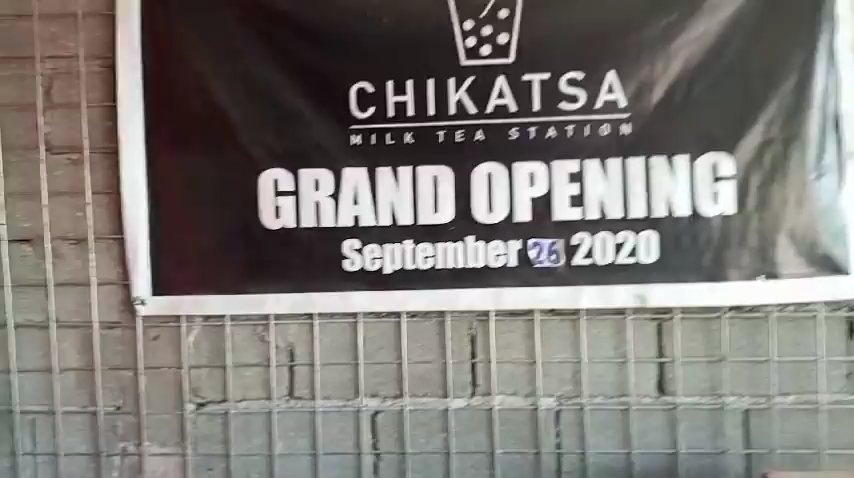 CHIKATSA
MILK TEA STATION
GRAND OPENING
September 26 2020